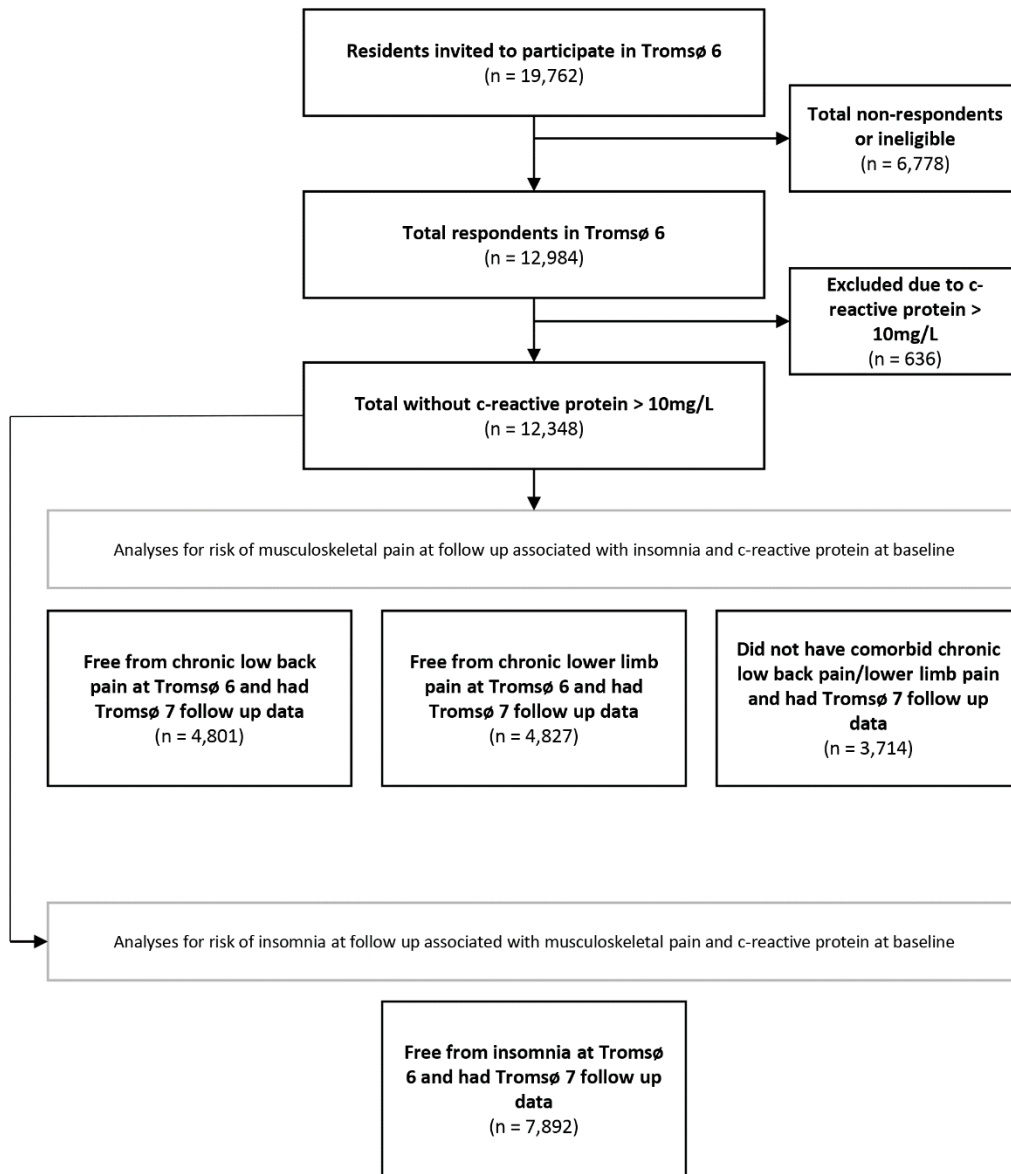 Residents invited to participate in Tromsø 6
(n = 19,762)
Total non-respondents
or ineligible
(n = 6,778)
Total respondents in Tromsø 6
(n = 12,984)
Excluded due to c-
reactive protein >
10mg/L
(n = 636)
Total without c-reactive protein > 10mg/L
(n = 12,348)
Analyses for risk of musculoskeletal pain at follow up associated with insomnia and c-reactive protein at baseline
Free from chronic low back
pain at Tromsø 6 and had
Tromsø 7 follow up data
(n = 4,801)
Free from chronic lower limb
pain at Tromsø 6 and had
Tromsø 7 follow up data
(n = 4,827)
Did not have comorbid chronic
low back pain/lower limb pain
and had Tromsø 7 follow up
data
(n = 3,714)
Analyses for risk of insomnia at follow up associated with musculoskeletal pain and c-reactive protein at baseline
Free from insomnia at Tromsø
6 and had Tromsø 7 follow up
data
(n = 7,892)